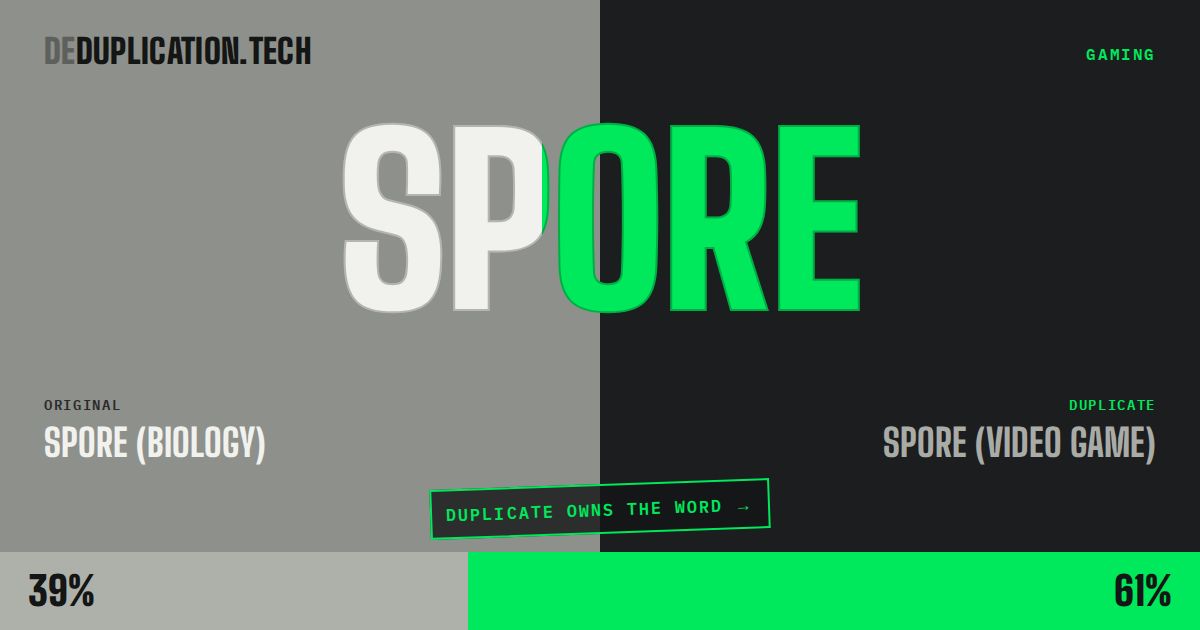 DEDUPLICATION.TECH
GAMING
SPORE
ORIGINAL
SPORE (BIOLOGY)
DUPLICATE
SPORE (VIDEO GAME)
DUPLICATE OWNS THE WORD →
39%
61%